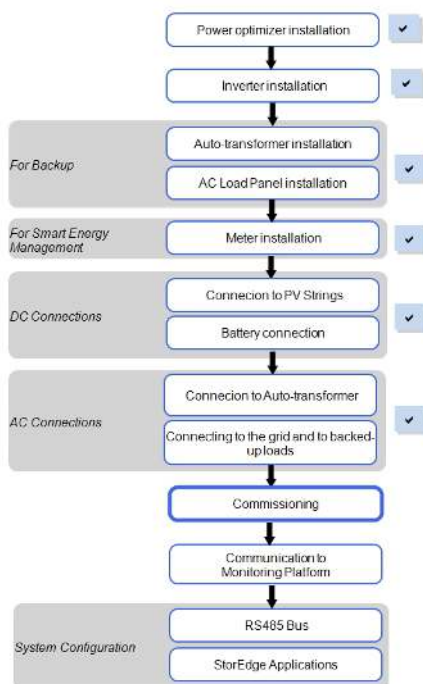 Power optimizer installation
Inverter installation
For Backup
Auto-transformer installation
AC Load Panel installation
For Smart Energy
Management
Meter installation
DC Connections
Connecion to PV Strings
Battery connection
AC Connections
Connecion to Auto-transformer
Connecting to the grid and to backed-
up loads
Commissioning
Communication to
Monitoring Platform
System Configuration
RS485 Bus
StorEdge Applications